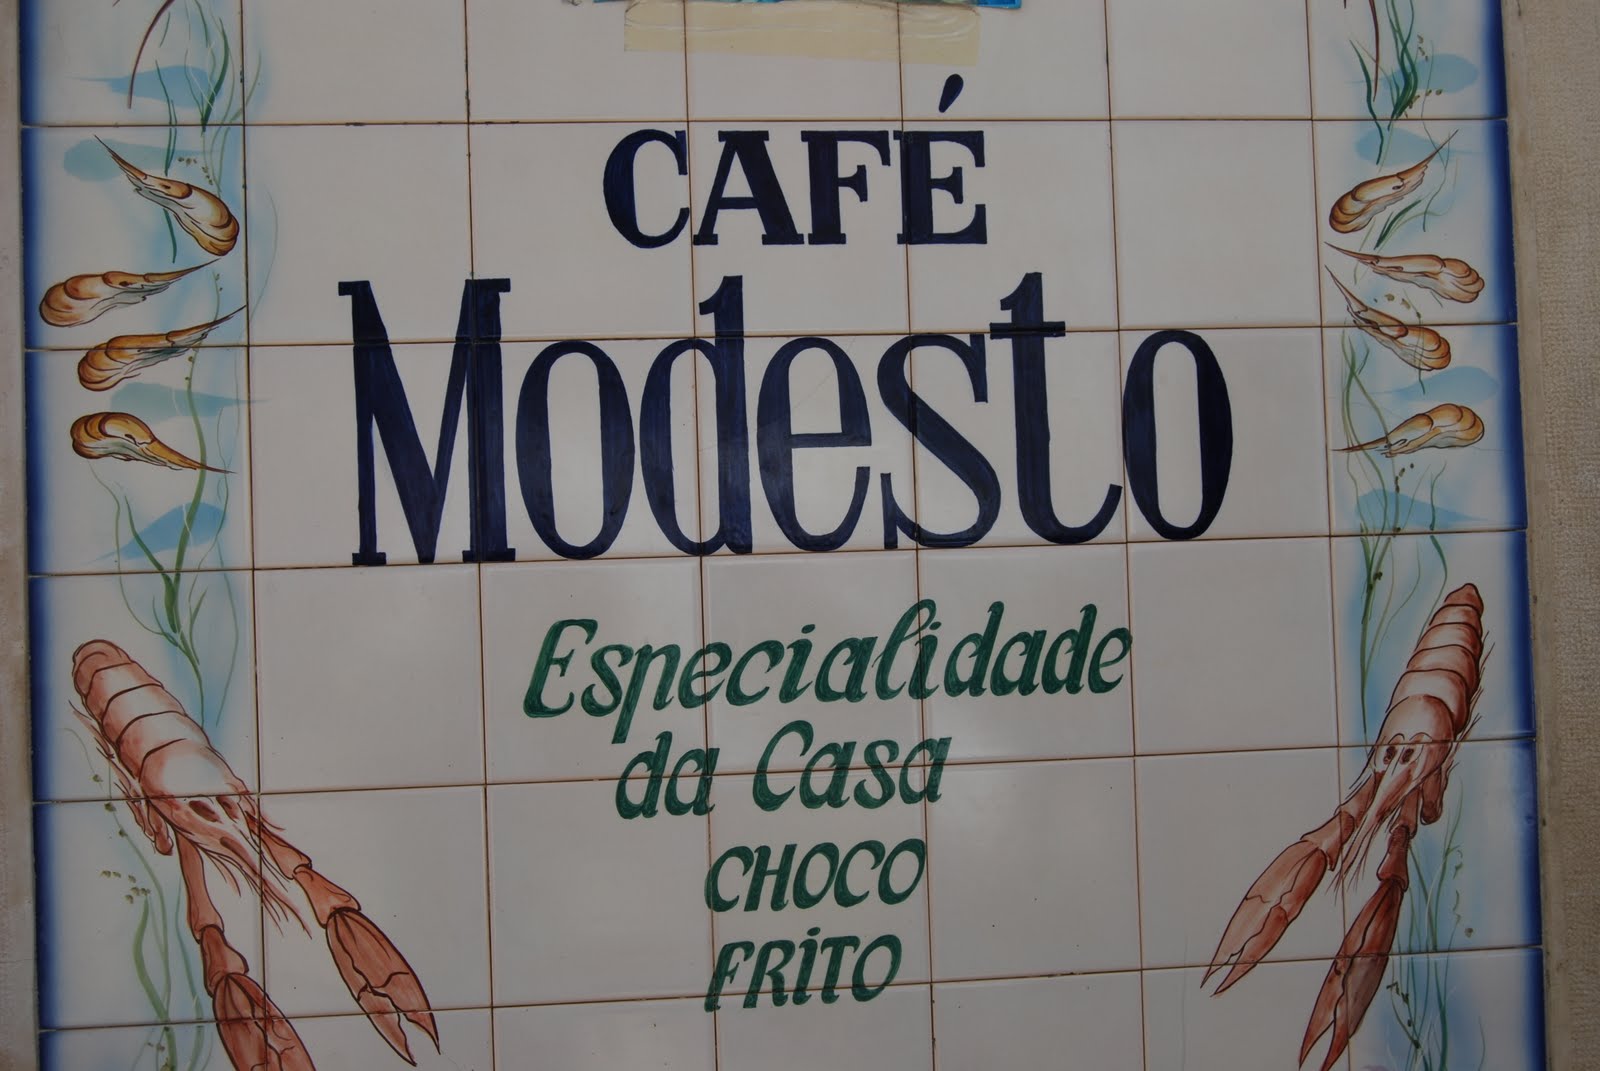 CAFÉ
Modesto
Especialidade
da Casa
CHOCO
FRiTO